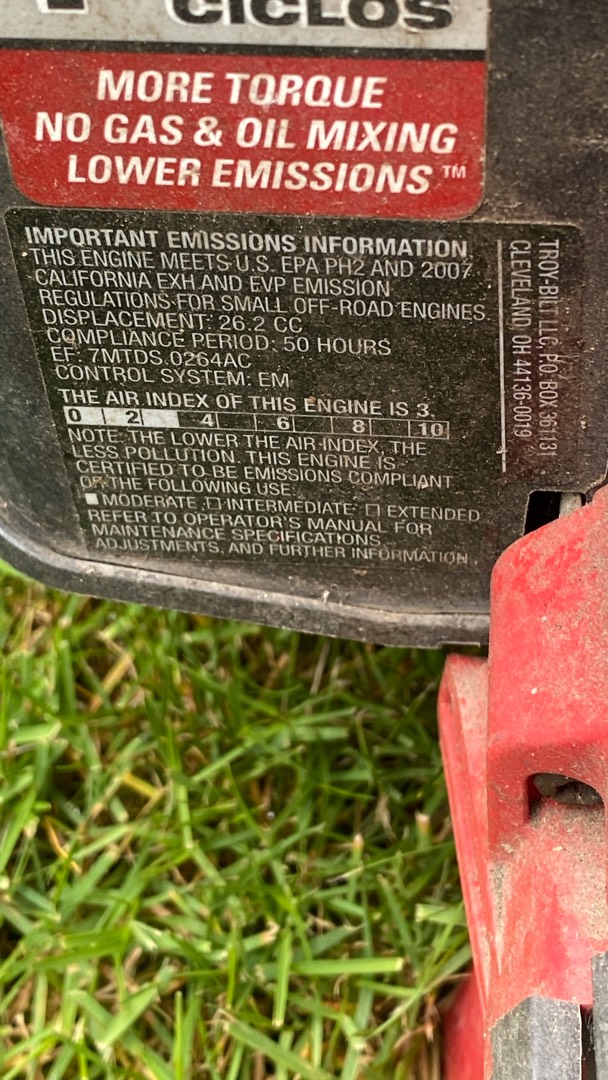 CICLOS
MORE TORQUE
NO GAS & OIL MIXING
LOWER EMISSIONS™
IMPORTANT EMISSIONS INFORMATION
THIS ENGINE MEETS U.S. EPA PH2 AND 2007
CALIFORNIA EXH AND EVP EMISSION
REGULATIONS FOR SMALL OFF-ROAD ENGINES.
DISPLACEMENT: 26.2 CC
COMPLIANCE PERIOD: 50 HOURS
EF: 7MTDS.0264AC
CONTROL SYSTEM: EM
THE AIR INDEX OF THIS ENGINE IS 3.
0 2 4 6 8 10
NOTE: THE LOWER THE AIR INDEX, THE
LESS POLLUTION. THIS ENGINE IS
CERTIFIED TO BE EMISSIONS COMPLIANT
OF THE FOLLOWING USE:
■ MODERATE □ INTERMEDIATE □ EXTENDED
REFER TO OPERATOR'S MANUAL FOR
MAINTENANCE SPECIFICATIONS,
ADJUSTMENTS, AND FURTHER INFORMATION.
TROY-BILT LLC, P.O. BOX 361131
CLEVELAND, OH 44136-0019